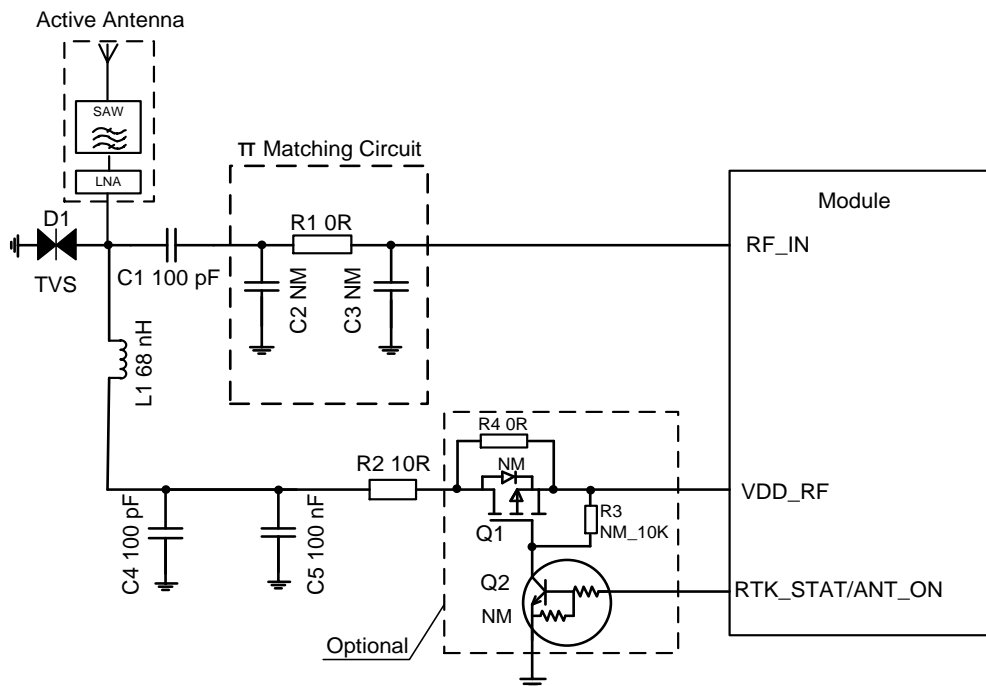 Active Antenna
SAW
LNA
π Matching Circuit
Module
D1
R1 0R
RF_IN
TVS
C1 100 pF
C2 NM
C3 NM
L1 68 nH
R4 0R
NM
R2 10R
VDD_RF
R3
NM_10K
Q1
C4 100 pF
C5 100 nF
Q2
NM
RTK_STAT/ANT_ON
Optional